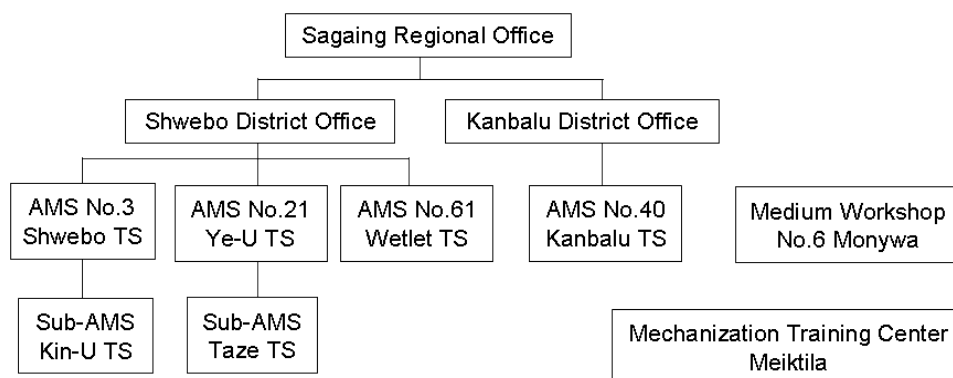 Sagaing Regional Office
Shwebo District Office
Kanbalu District Office
AMS No.3
Shwebo TS
AMS No.21
Ye-U TS
AMS No.61
Wetlet TS
AMS No.40
Kanbalu TS
Medium Workshop
No.6 Monywa
Sub-AMS
Kin-U TS
Sub-AMS
Taze TS
Mechanization Training Center
Meiktila